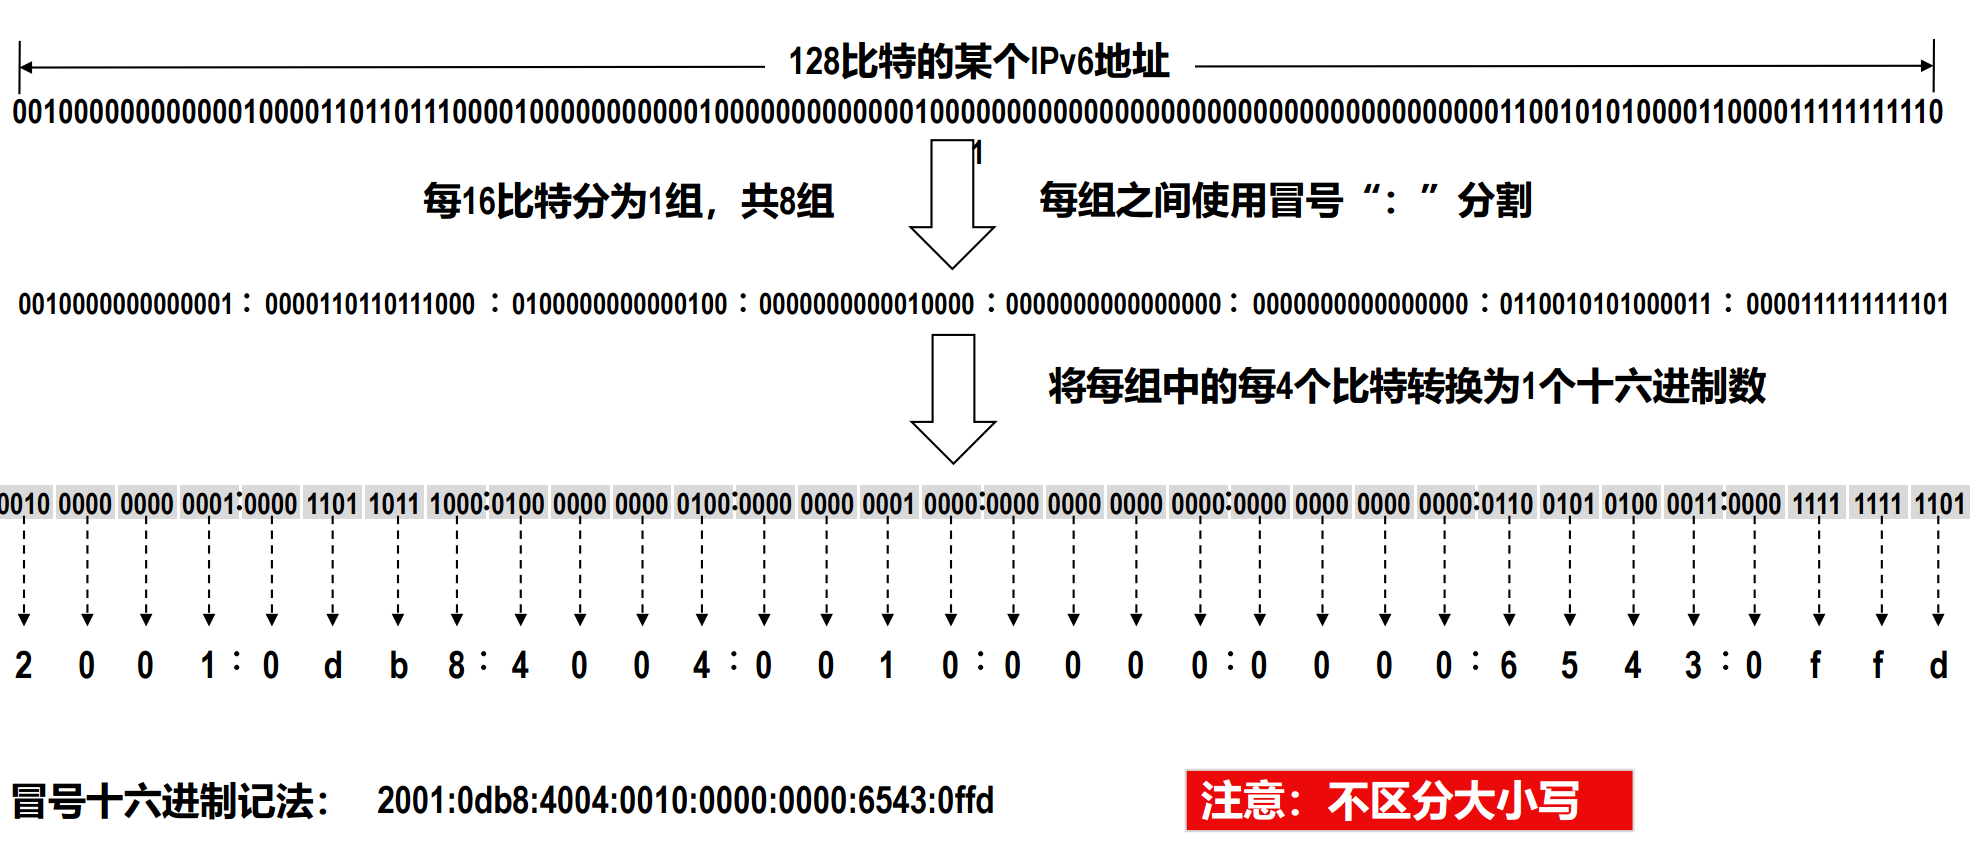 128比特的某个IPv6地址
0010000000000001000011011011100001000000000001000000000000010000000000000000000000000000000000000110010101000011000011111111110
1
每16比特分为1组，共8组 每组之间使用冒号“：”分割
0010000000000001：0000110110111000：0100000000000100：0000000000010000：0000000000000000：0000000000000000：0110010101000011：0000111111111101
将每组中的每4个比特转换为1个十六进制数
0010 0000 0000 0001:0000 1101 1011 1000:0100 0000 0000 0100:0000 0000 0001 0000:0000 0000 0000 0000:0000 0000 0000 0000:0110 0101 0100 0011:0000 1111 1111 1101
2 0 0 1:0 d b 8:4 0 0 4:0 0 1 0:0 0 0 0:0 0 0 0:6 5 4 3:0 f f d
冒号十六进制记法： 2001:0db8:4004:0010:0000:0000:6543:0ffd
注意：不区分大小写